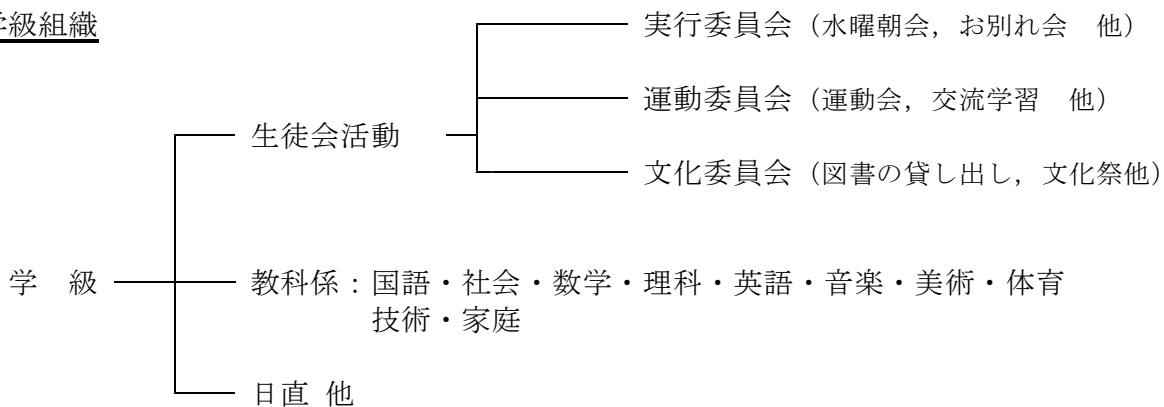 学級組織
実行委員会(水曜朝会,お別れ会 他)
運動委員会(運動会,交流学習 他)
生徒会活動
文化委員会(図書の貸し出し,文化祭他)
学 級
教科係:国語・社会・数学・理科・英語・音楽・美術・体育
技術・家庭
日直 他